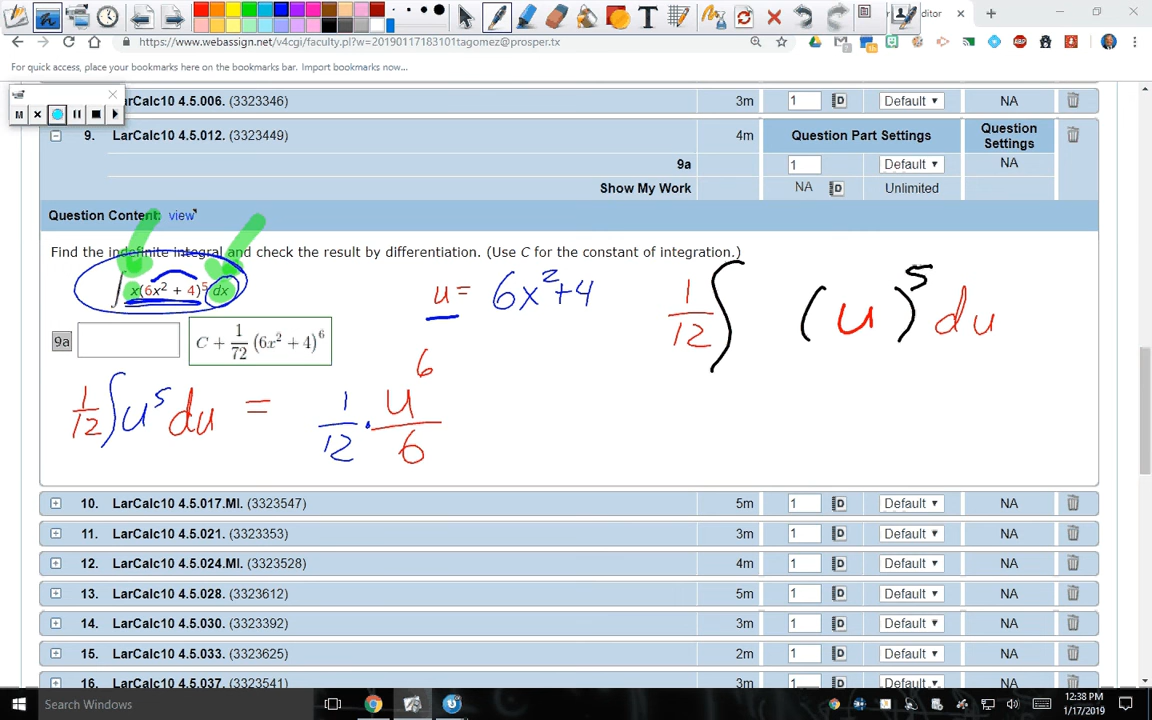 ditor
https://www.webassign.net/v4cgi/faculty.pl?w=20190117183101tagomez@prosper.tx
For quick access, place your bookmarks here on the bookmarks bar. Import bookmarks now...
M
LarCalc10 4.5.006. (3323346) 3m 1 Default NA
9. LarCalc10 4.5.012. (3323449) 4m Question Part Settings Question Settings
9a 1 Default NA
Show My Work NA Unlimited
Question Content: view
Find the indefinite integral and check the result by differentiation. (Use C for the constant of integration.)
∫ x(6x² + 4)⁵ dx
u = 6x²+4
1/12 ∫ (u)⁵ du
9a C + 1/72 (6x² + 4)⁶
1/12 ∫ u⁵ du = 1/12 · u⁶/6
10. LarCalc10 4.5.017.MI. (3323547) 5m 1 Default NA
11. LarCalc10 4.5.021. (3323353) 3m 1 Default NA
12. LarCalc10 4.5.024.MI. (3323528) 4m 1 Default NA
13. LarCalc10 4.5.028. (3323612) 5m 1 Default NA
14. LarCalc10 4.5.030. (3323392) 3m 1 Default NA
15. LarCalc10 4.5.033. (3323625) 2m 1 Default NA
16. LarCalc10 4.5.037. (3323541) 3m 1 Default NA
Search Windows
12:38 PM
1/17/2019